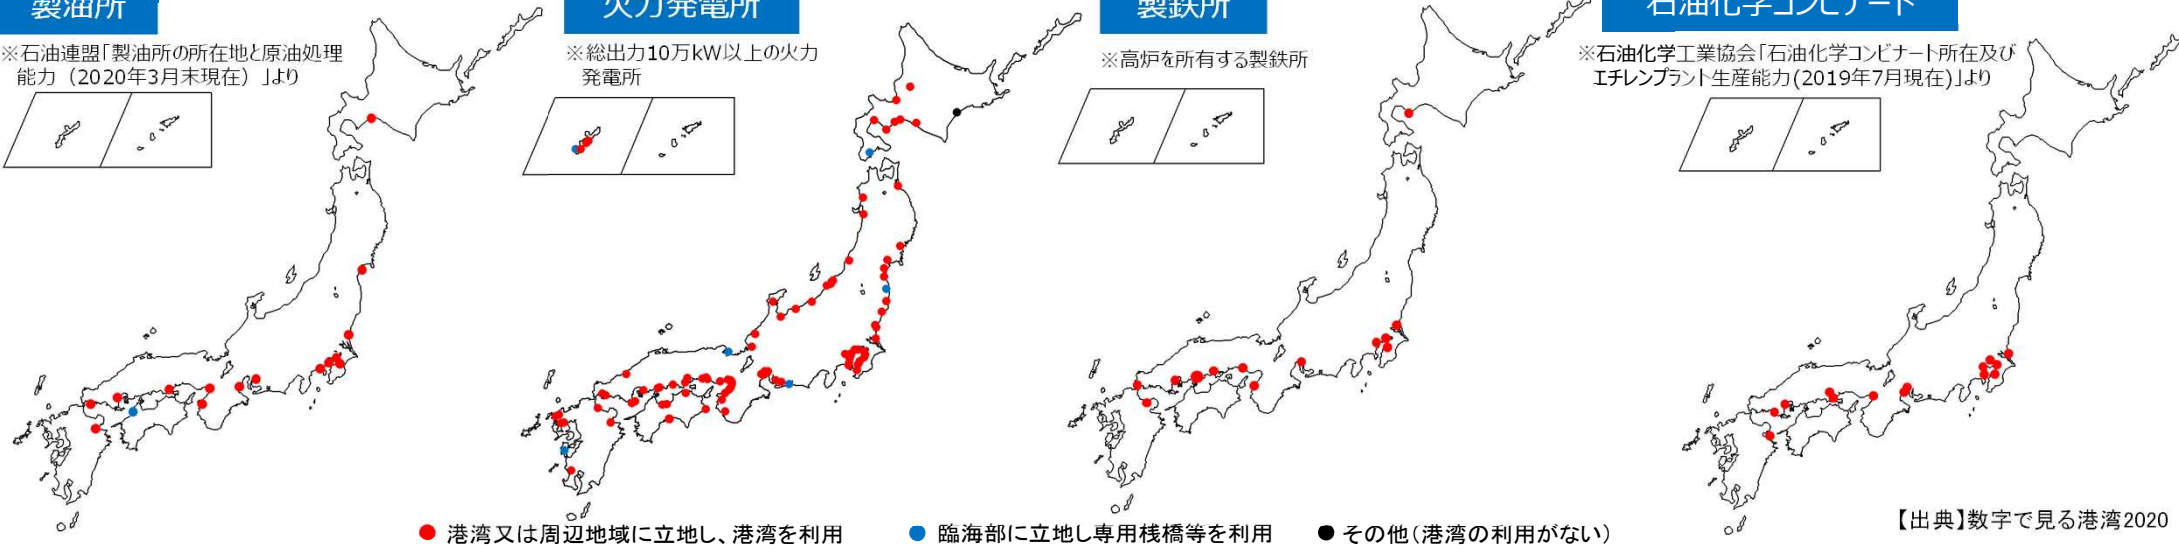 製油所
※石油連盟「製油所の所在地と原油処理
能力（2020年3月末現在）」より
火力発電所
※総出力10万kW以上の火力
発電所
製鉄所
※高炉を所有する製鉄所
石油化学コンビナート
※石油化学工業協会「石油化学コンビナート所在及び
エチレンプラント生産能力(2019年7月現在)」より
港湾又は周辺地域に立地し、港湾を利用
臨海部に立地し専用桟橋等を利用
その他(港湾の利用がない)
【出典】数字で見る港湾2020